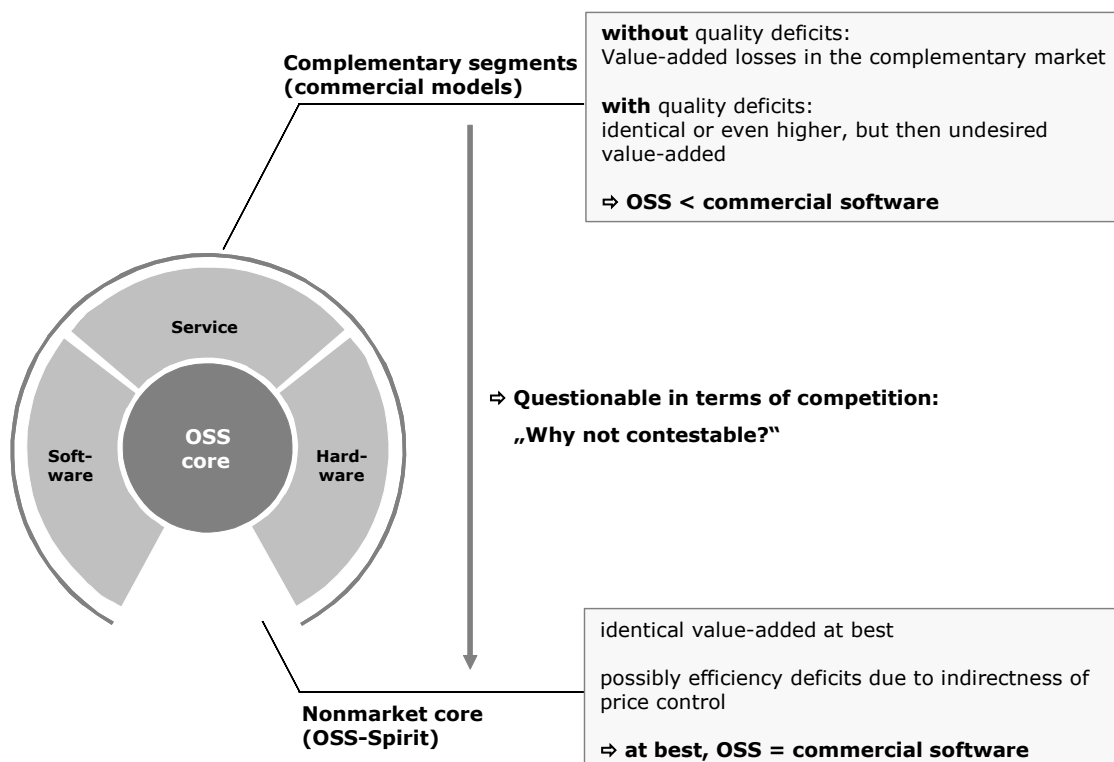 Complementary segments
(commercial models)
without quality deficits:
Value-added losses in the complementary market
with quality deficits:
identical or even higher, but then undesired
value-added
⇨ OSS < commercial software
Service
OSS
core
Soft-
ware
Hard-
ware
⇨ Questionable in terms of competition:
„Why not contestable?“
Nonmarket core
(OSS-Spirit)
identical value-added at best
possibly efficiency deficits due to indirectness of
price control
⇨ at best, OSS = commercial software